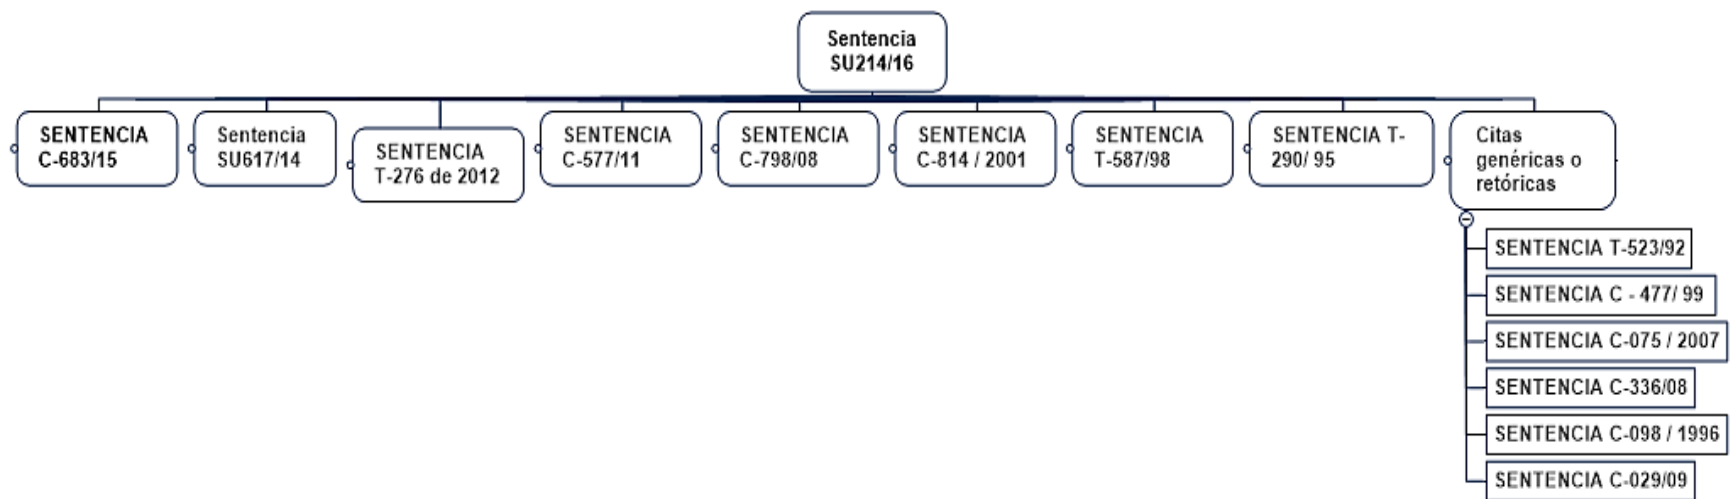 Sentencia
SU214/16
SENTENCIA
C-683/15
Sentencia
SU617/14
SENTENCIA
T-276 de 2012
SENTENCIA
C-577/11
SENTENCIA
C-798/08
SENTENCIA
C-814 / 2001
SENTENCIA
T-587/98
SENTENCIA T-
290/ 95
Citas
genéricas o
retóricas
SENTENCIA T-523/92
SENTENCIA C - 477/ 99
SENTENCIA C-075 / 2007
SENTENCIA C-336/08
SENTENCIA C-098 / 1996
SENTENCIA C-029/09